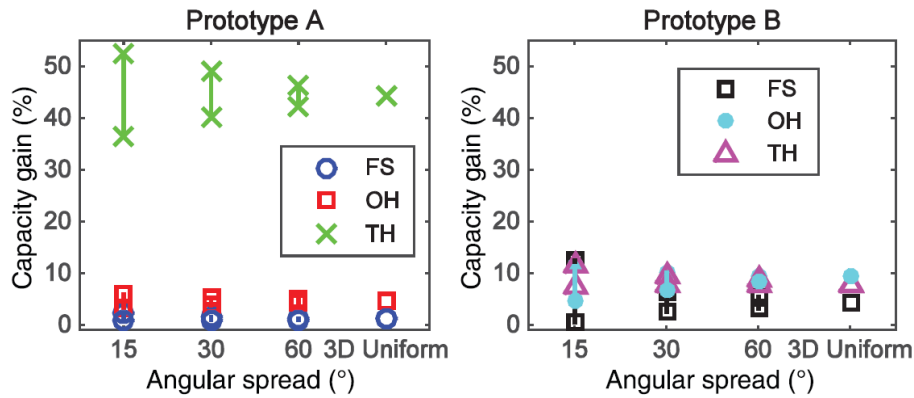 Prototype A
Capacity gain (%)
50
40
30
20
10
0
FS
OH
TH
15 30 60 3D Uniform
Angular spread (°)
Prototype B
Capacity gain (%)
50
40
30
20
10
0
FS
OH
TH
15 30 60 3D Uniform
Angular spread (°)